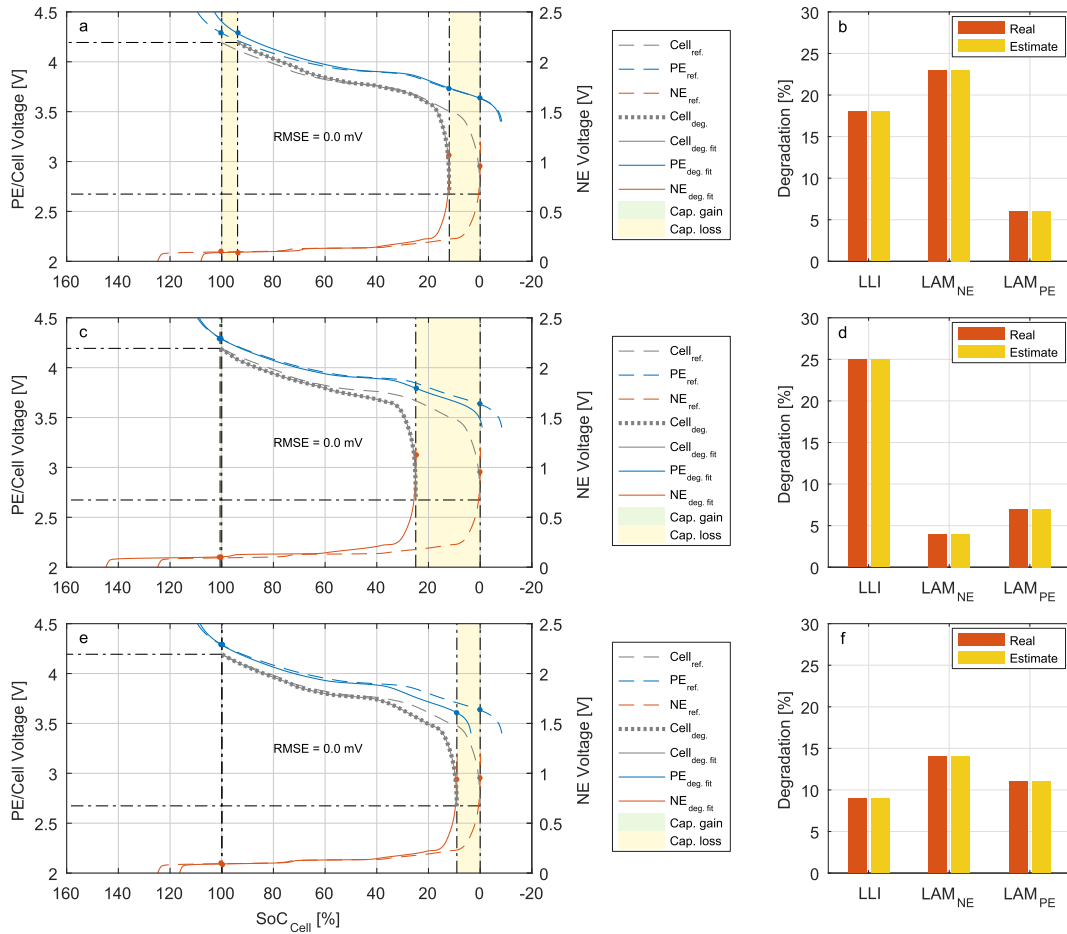 a
4.5
4
3.5
3
2.5
2
PE/Cell Voltage [V]
RMSE = 0.0 mV
2.5
2
1.5
1
0.5
0
NE Voltage [V]
160 140 120 100 80 60 40 20 0 -20
Cell ref.
PE ref.
NE ref.
Cell deg.
Cell deg. fit
PE deg. fit
NE deg. fit
Cap. gain
Cap. loss
b
30
25
20
15
10
5
0
Degradation [%]
Real
Estimate
LLI LAM NE LAM PE
c
4.5
4
3.5
3
2.5
2
PE/Cell Voltage [V]
RMSE = 0.0 mV
2.5
2
1.5
1
0.5
0
NE Voltage [V]
160 140 120 100 80 60 40 20 0 -20
Cell ref.
PE ref.
NE ref.
Cell deg.
Cell deg. fit
PE deg. fit
NE deg. fit
Cap. gain
Cap. loss
d
30
25
20
15
10
5
0
Degradation [%]
Real
Estimate
LLI LAM NE LAM PE
e
4.5
4
3.5
3
2.5
2
PE/Cell Voltage [V]
RMSE = 0.0 mV
2.5
2
1.5
1
0.5
0
NE Voltage [V]
160 140 120 100 80 60 40 20 0 -20
SoC Cell [%]
Cell ref.
PE ref.
NE ref.
Cell deg.
Cell deg. fit
PE deg. fit
NE deg. fit
Cap. gain
Cap. loss
f
30
25
20
15
10
5
0
Degradation [%]
Real
Estimate
LLI LAM NE LAM PE